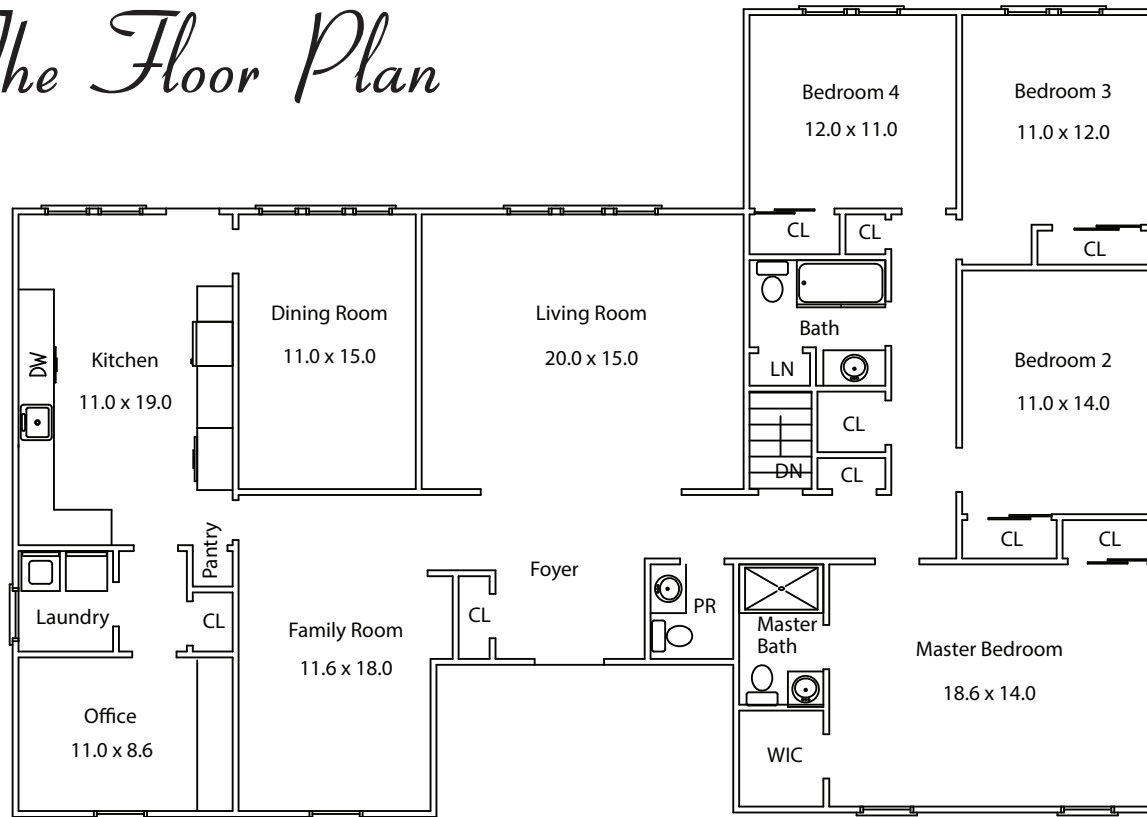 The Floor Plan
Bedroom 4
12.0 x 11.0
Bedroom 3
11.0 x 12.0
CL
CL
CL
Dining Room
11.0 x 15.0
Living Room
20.0 x 15.0
Bath
LN
DW
Kitchen
11.0 x 19.0
Bedroom 2
11.0 x 14.0
CL
DN
CL
CL
CL
Pantry
Foyer
Laundry
CL
Family Room
11.6 x 18.0
CL
PR
Master
Bath
Master Bedroom
18.6 x 14.0
Office
11.0 x 8.6
WIC